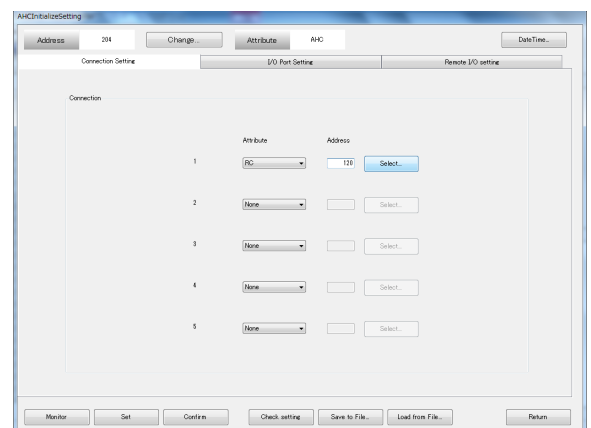 AHCInitializeSetting
Address 204 Change... Attribute AHC DateTime...
Connection Setting I/O Port Setting Remote I/O setting
Connection
Attribute Address
1 RC 120 Select...
2 None Select...
3 None Select...
4 None Select...
5 None Select...
Monitor Set Confirm Check setting Save to File... Load from File... Return